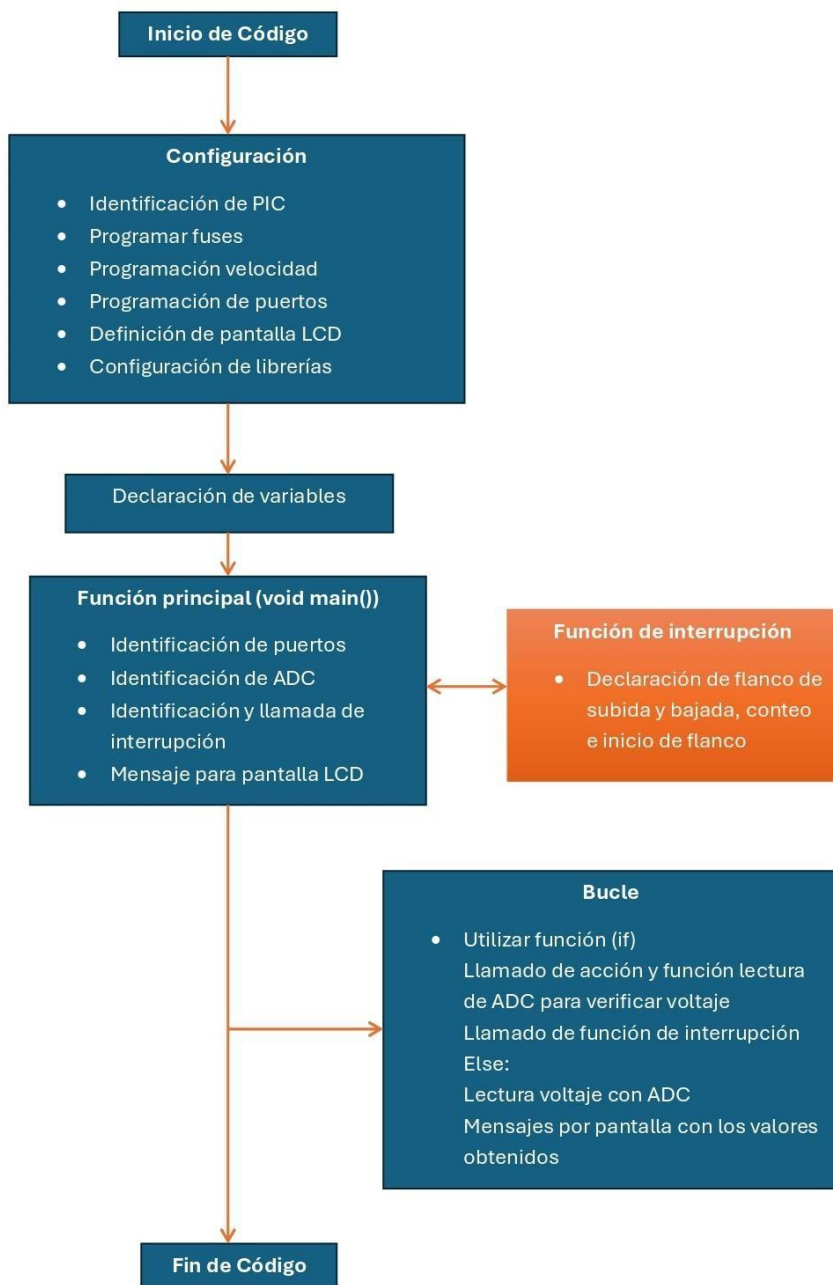 Inicio de Código
Configuración
• Identificación de PIC
• Programar fuses
• Programación velocidad
• Programación de puertos
• Definición de pantalla LCD
• Configuración de librerías
Declaración de variables
Función principal (void main())
• Identificación de puertos
• Identificación de ADC
• Identificación y llamada de
interrupción
• Mensaje para pantalla LCD
Función de interrupción
• Declaración de flanco de
subida y bajada, conteo
e inicio de flanco
Bucle
• Utilizar función (if)
Llamado de acción y función lectura
de ADC para verificar voltaje
Llamado de función de interrupción
Else:
Lectura voltaje con ADC
Mensajes por pantalla con los valores
obtenidos
Fin de Código